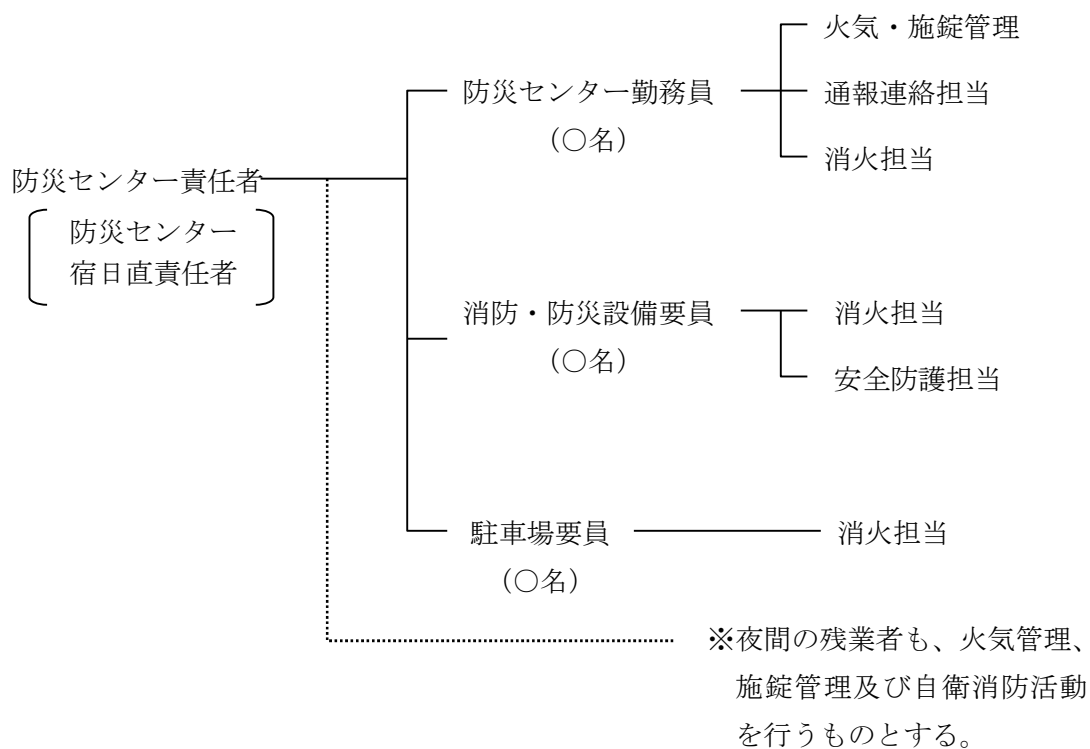 火気・施錠管理
防災センター勤務員
通報連絡担当
（○名）
消火担当
防災センター責任者
防災センター
宿日直責任者
消防・防災設備要員
消火担当
（○名）
安全防護担当
駐車場要員
消火担当
（○名）
※夜間の残業者も、火気管理、
施錠管理及び自衛消防活動
を行うものとする。